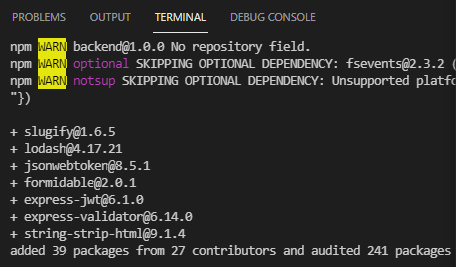 PROBLEMS OUTPUT TERMINAL DEBUG CONSOLE
npm WARN backend@1.0.0 No repository field.
npm WARN optional SKIPPING OPTIONAL DEPENDENCY: fsevents@2.3.2 (
npm WARN notsup SKIPPING OPTIONAL DEPENDENCY: Unsupported platfo
"})
+ slugify@1.6.5
+ lodash@4.17.21
+ jsonwebtoken@8.5.1
+ formidable@2.0.1
+ express-jwt@6.1.0
+ express-validator@6.14.0
+ string-strip-html@9.1.4
added 39 packages from 27 contributors and audited 241 packages